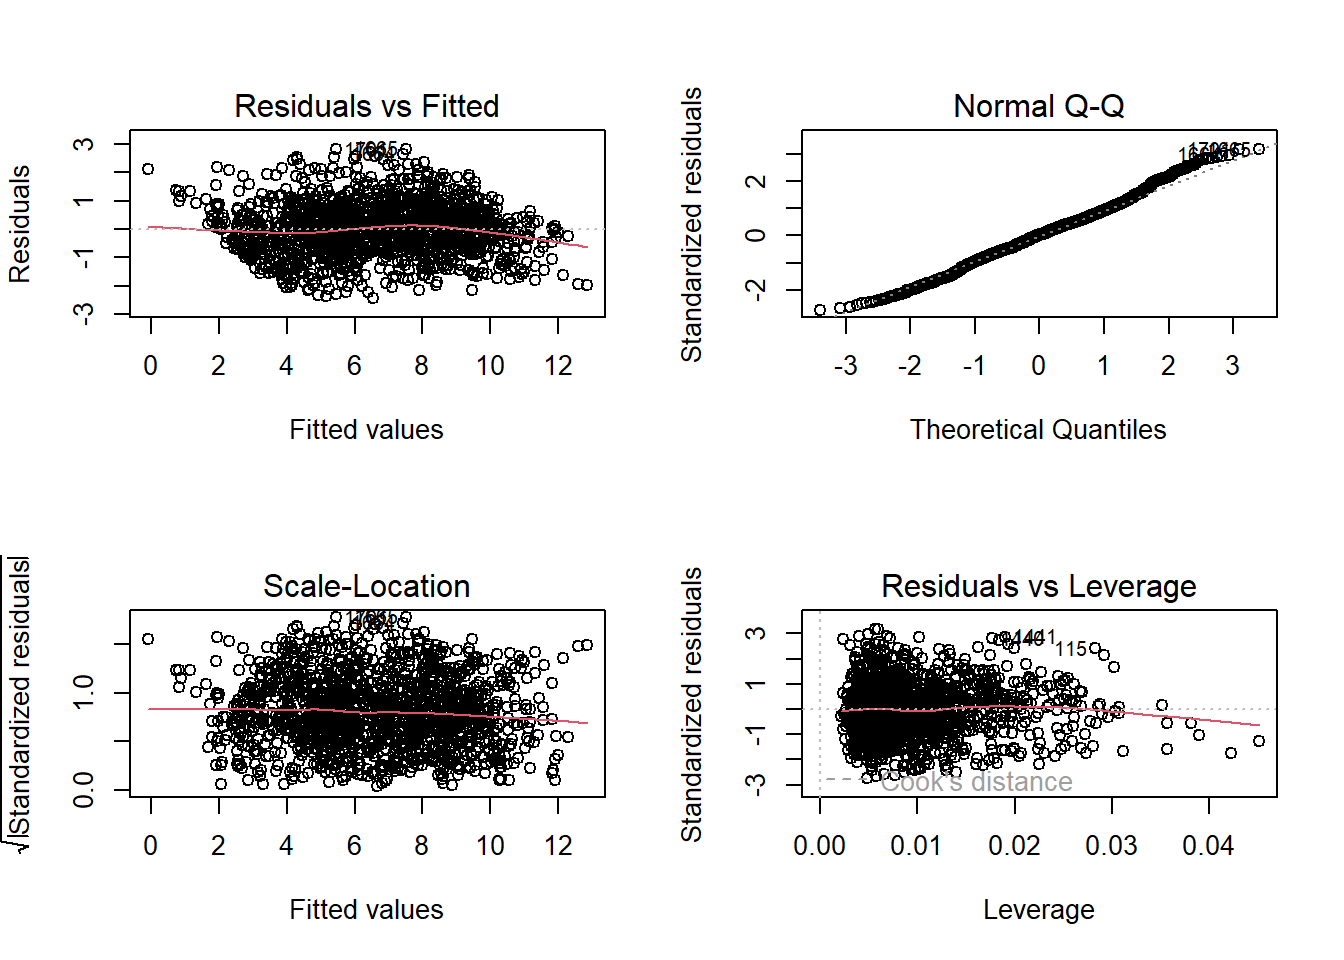 Residuals vs Fitted
Residuals
3
1
-1
-3
0 2 4 6 8 10 12
Fitted values
Normal Q-Q
Standardized residuals
2
0
-2
-3 -2 -1 0 1 2 3
Theoretical Quantiles
Scale-Location
√|Standardized residuals|
1.0
0.0
0 2 4 6 8 10 12
Fitted values
Residuals vs Leverage
Standardized residuals
3
1
-1
-3
1441
115
Cook's distance
0.00 0.01 0.02 0.03 0.04
Leverage